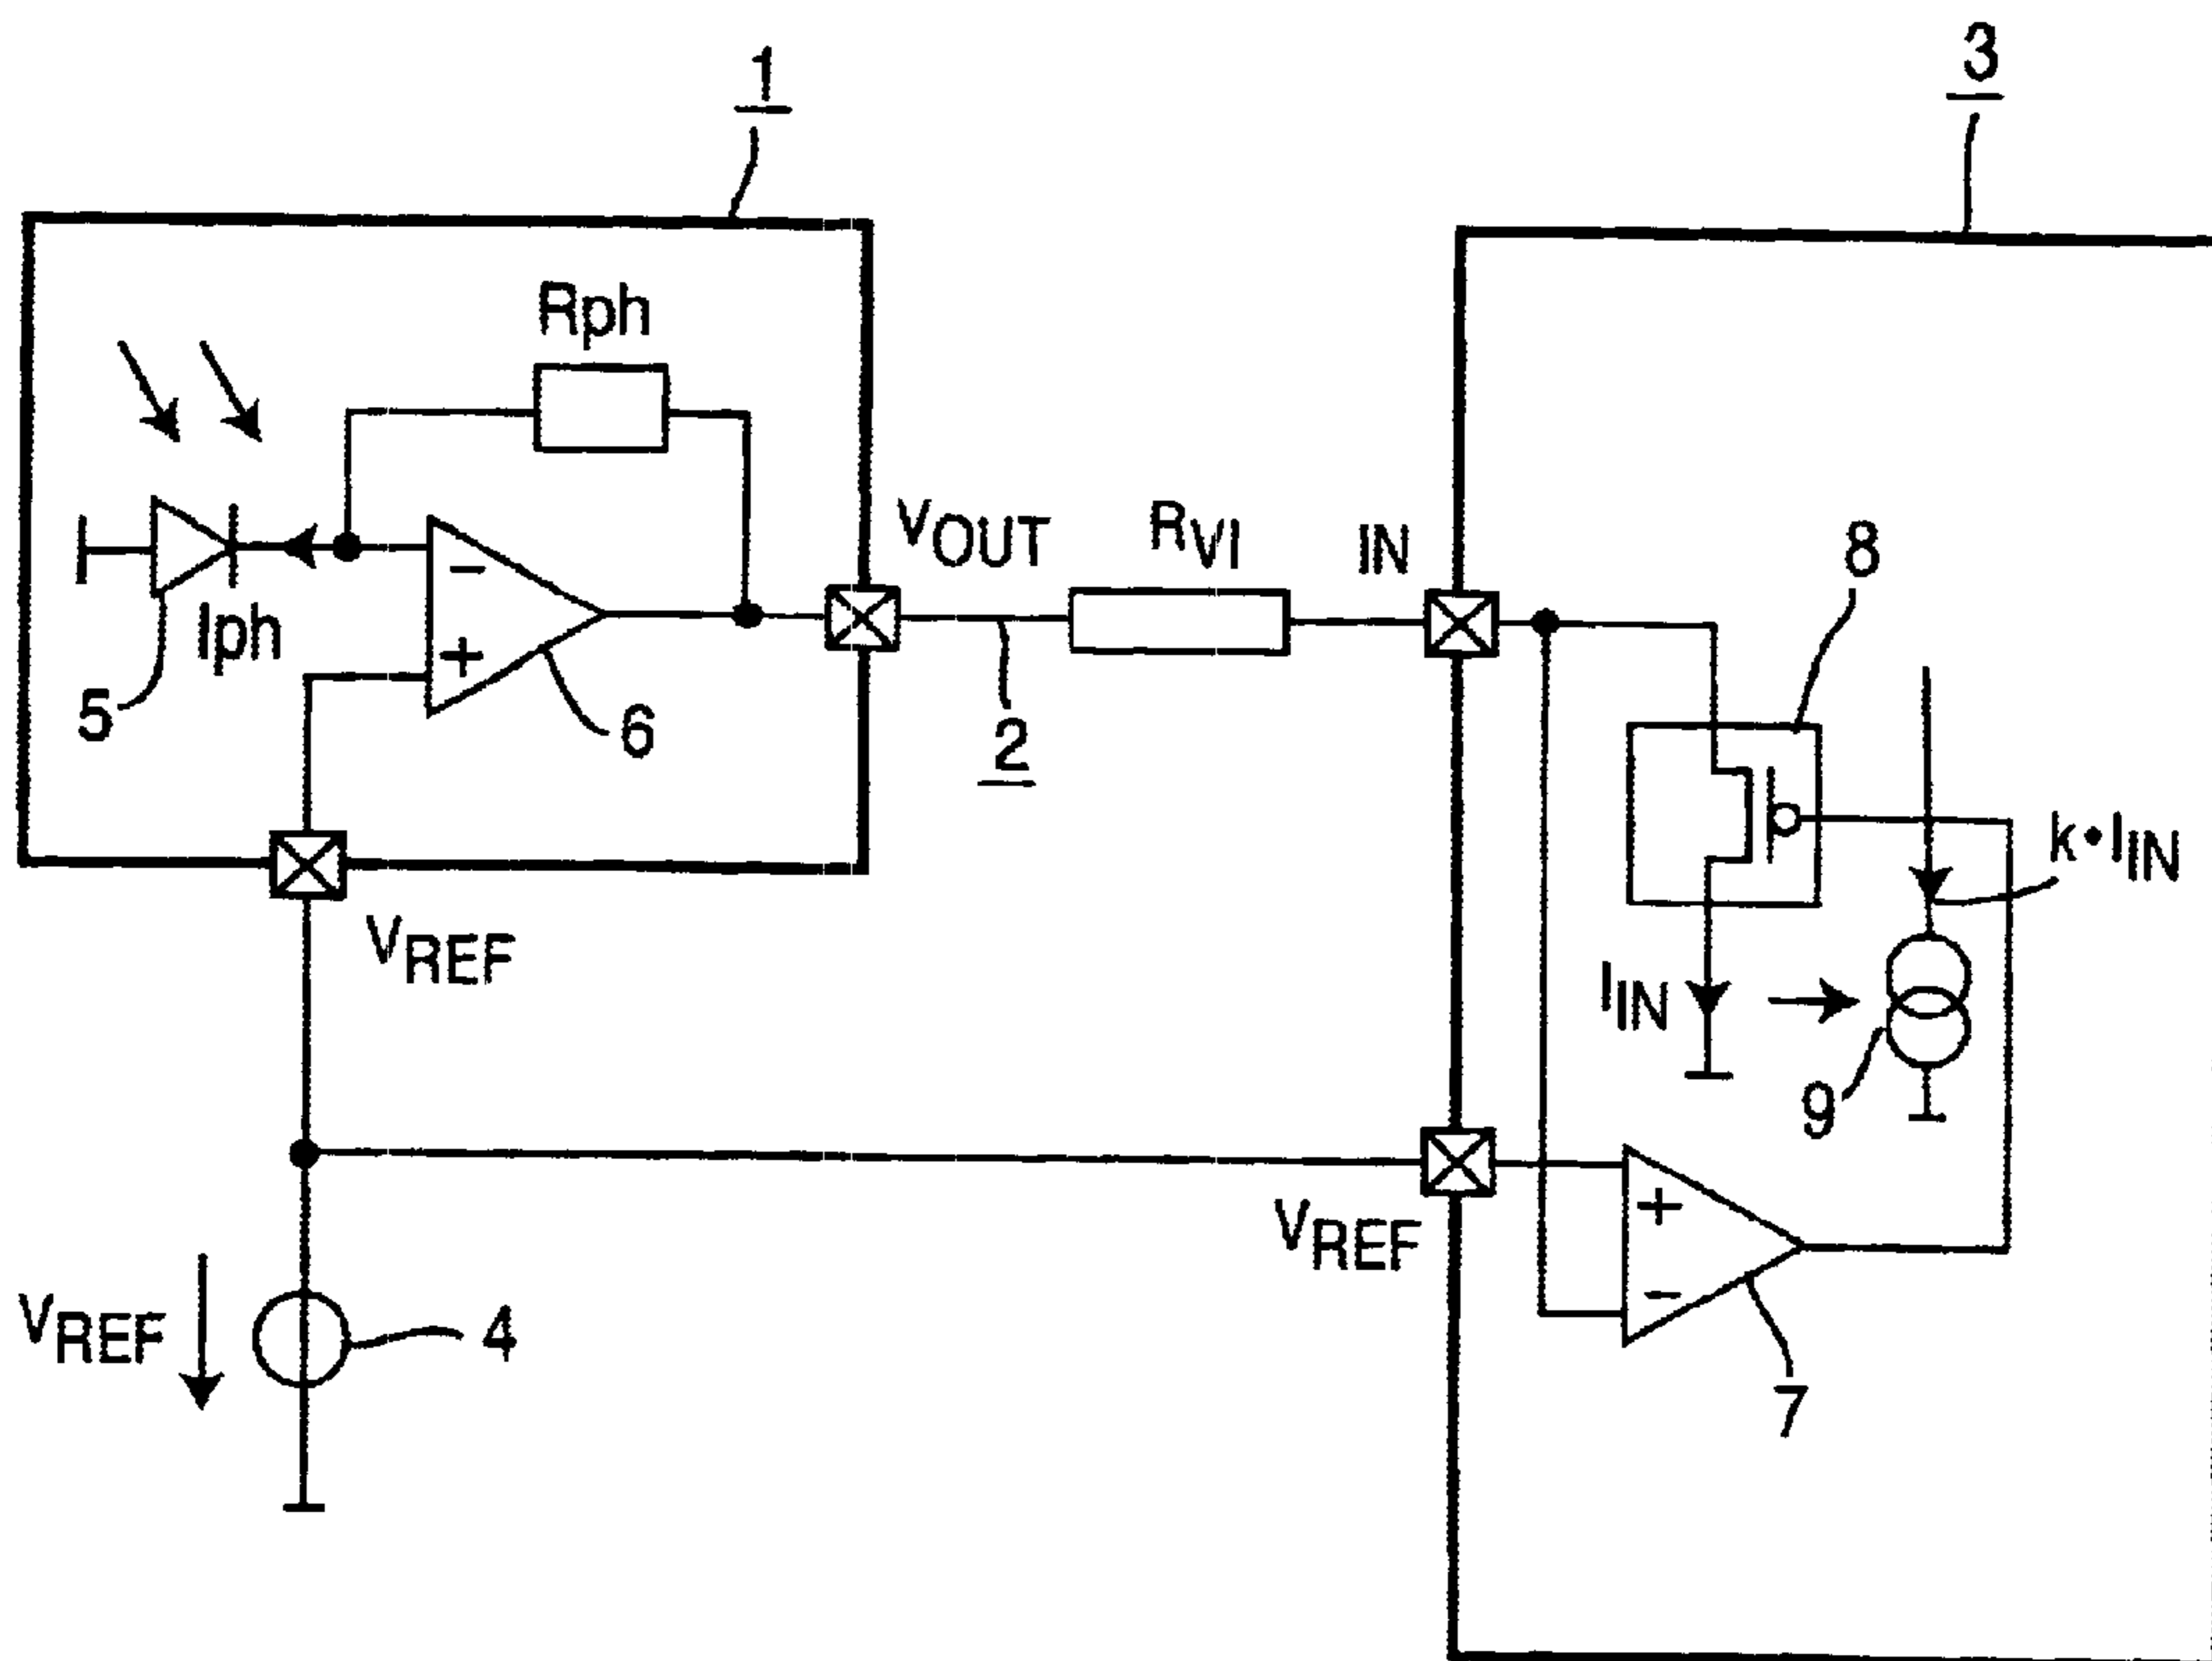 1
3
Rph
VOUT
RVI
IN
8
Iph
5
6
2
k•IIN
VREF
IIN
9
VREF
VREF
4
7
−
+
+
−